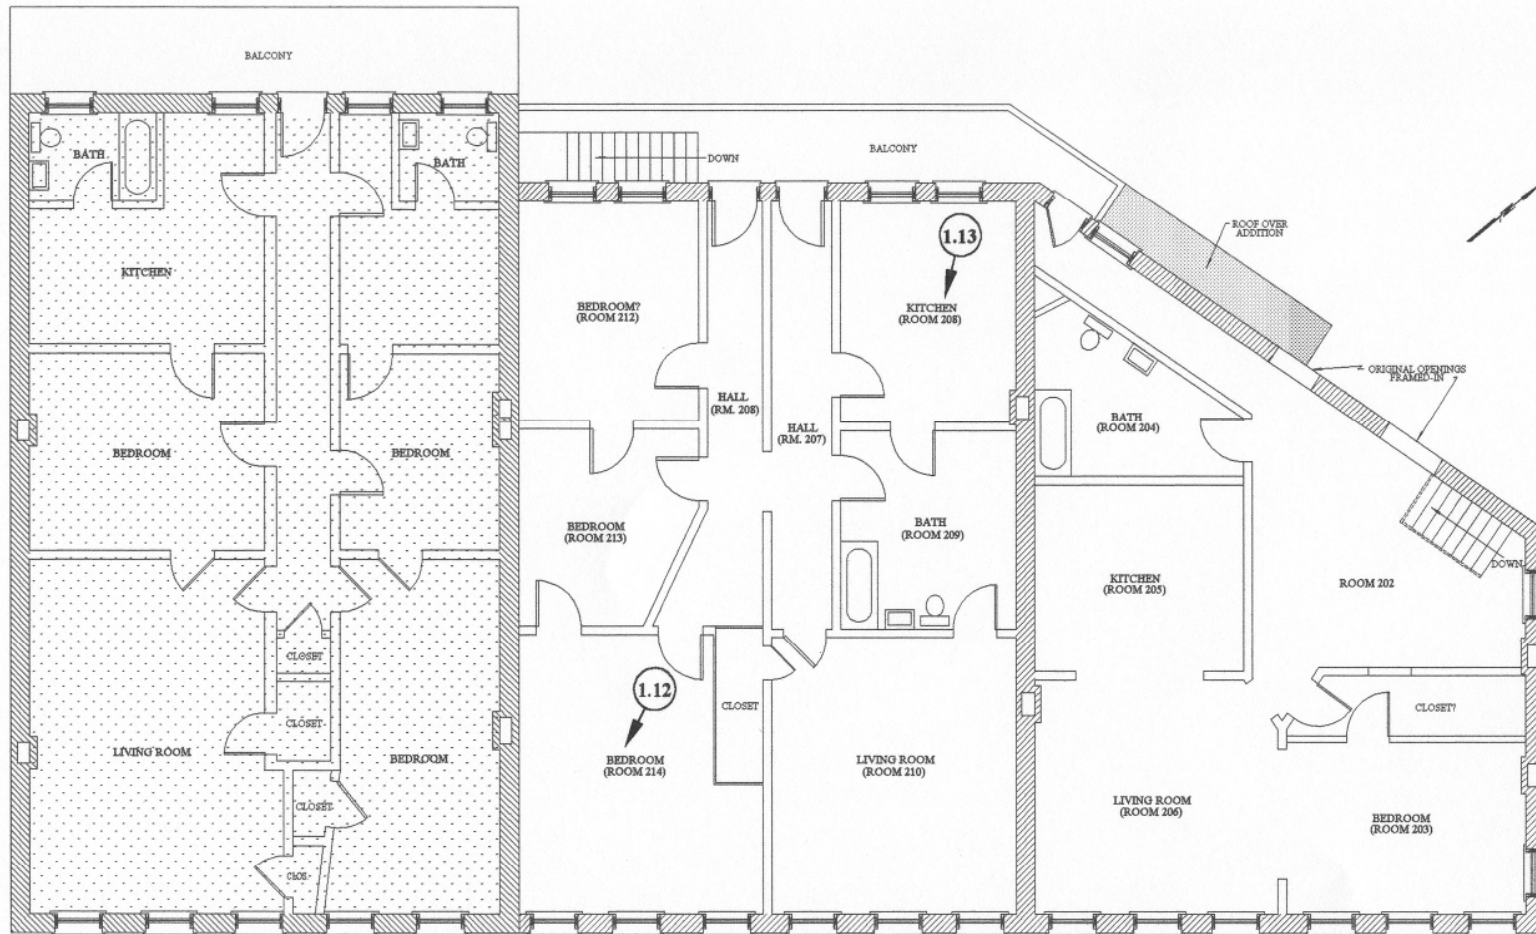 BALCONY
BATH
BATH
KITCHEN
BEDROOM
BEDROOM
CLOSET
CLOSET
LIVING ROOM
BEDROOM
CLOSET
CLOS.
DOWN
BALCONY
ROOF OVER
ADDITION
1.13
BEDROOM?
(ROOM 212)
KITCHEN
(ROOM 208)
ORIGINAL OPENINGS
FRAMED-IN
HALL
(RM. 208)
HALL
(RM. 207)
BATH
(ROOM 204)
BEDROOM
(ROOM 213)
BATH
(ROOM 209)
DOWN
KITCHEN
(ROOM 205)
ROOM 202
1.12
CLOSET
CLOSET?
BEDROOM
(ROOM 214)
LIVING ROOM
(ROOM 210)
LIVING ROOM
(ROOM 206)
BEDROOM
(ROOM 203)